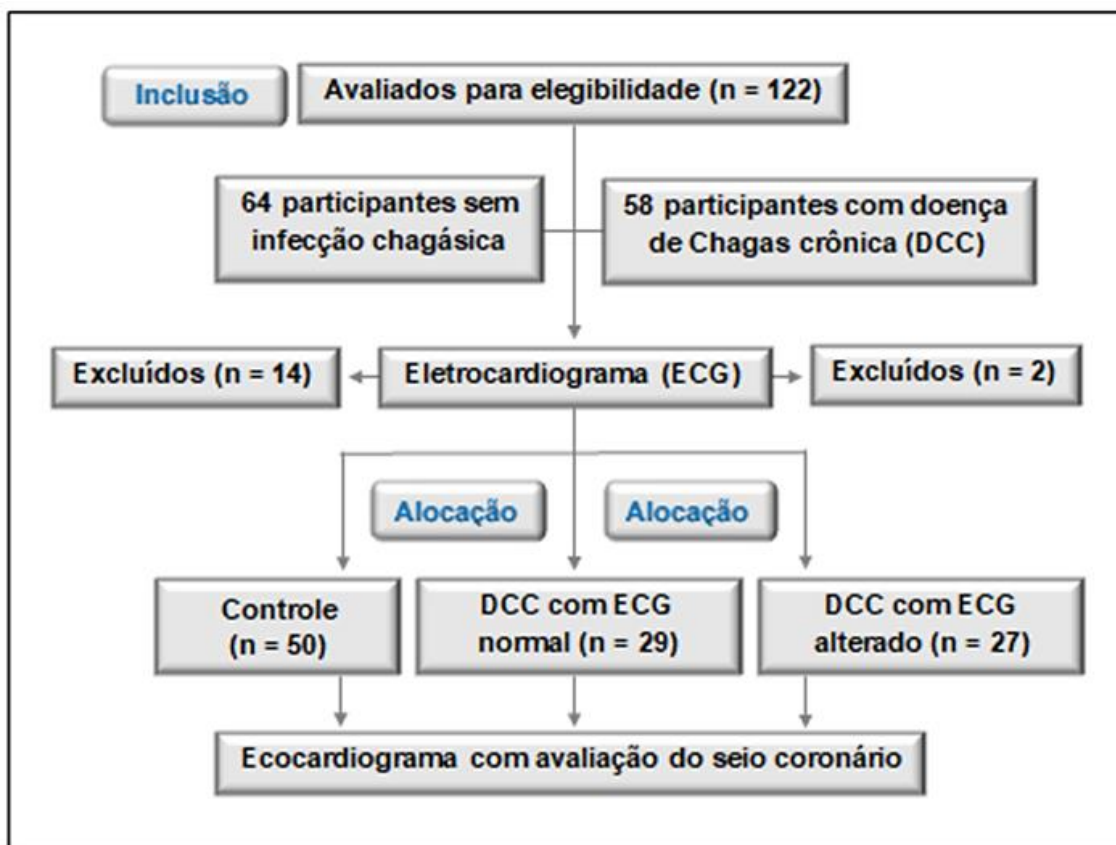 Inclusão
Avaliados para elegibilidade (n = 122)
64 participantes sem
infecção chagásica
58 participantes com doença
de Chagas crônica (DCC)
Excluídos (n = 14)
Eletrocardiograma (ECG)
Excluídos (n = 2)
Alocação
Alocação
Controle
(n = 50)
DCC com ECG
normal (n = 29)
DCC com ECG
alterado (n = 27)
Ecocardiograma com avaliação do seio coronário